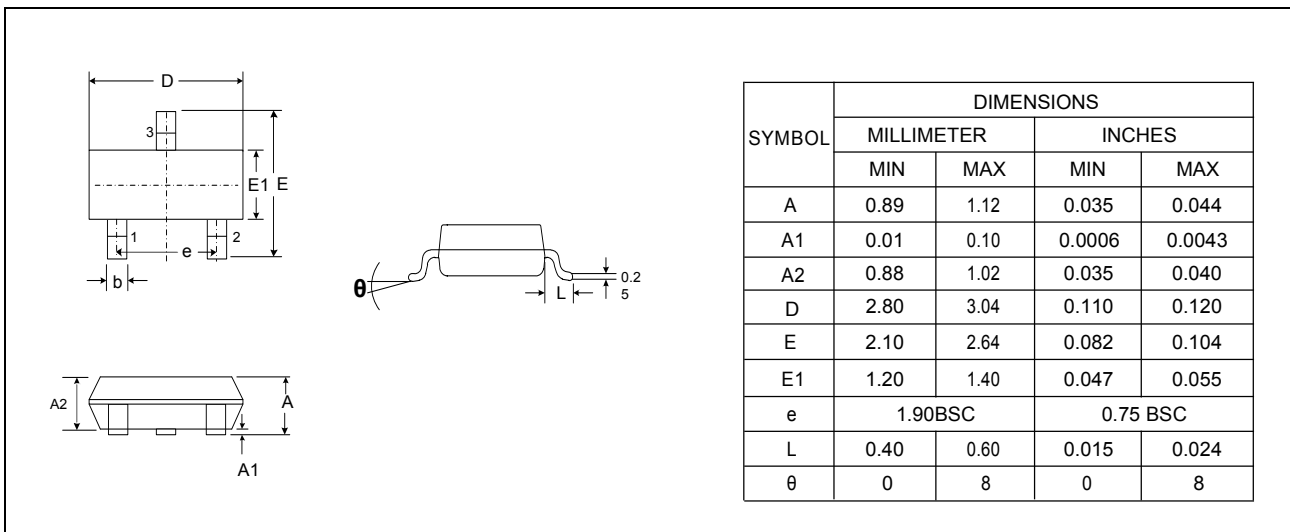 D
3
E1
E
1
2
e
b
θ
L
0.2
5
A2
A
A1
DIMENSIONS
SYMBOL MILLIMETER INCHES
MIN MAX MIN MAX
A 0.89 1.12 0.035 0.044
A1 0.01 0.10 0.0006 0.0043
A2 0.88 1.02 0.035 0.040
D 2.80 3.04 0.110 0.120
E 2.10 2.64 0.082 0.104
E1 1.20 1.40 0.047 0.055
e 1.90BSC 0.75 BSC
L 0.40 0.60 0.015 0.024
θ 0 8 0 8